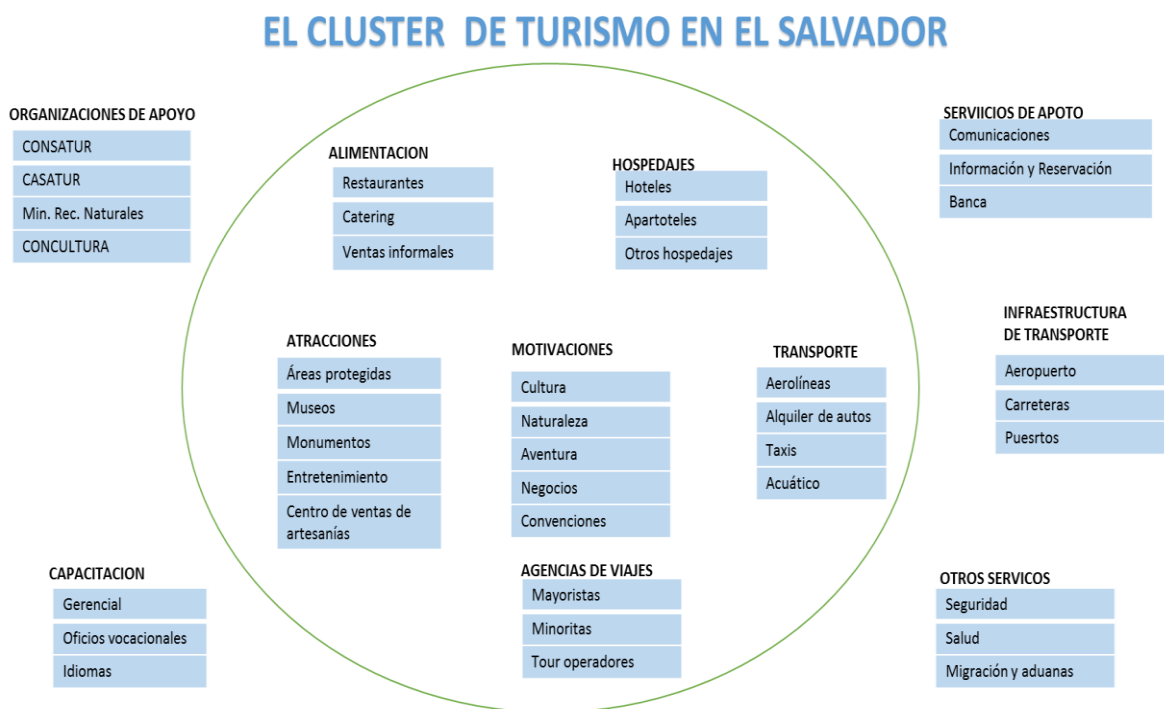 EL CLUSTER DE TURISMO EN EL SALVADOR
ORGANIZACIONES DE APOYO
CONSATUR
CASATUR
Min. Rec. Naturales
CONCULTURA
ALIMENTACION
Restaurantes
Catering
Ventas informales
HOSPEDAJES
Hoteles
Apartoteles
Otros hospedajes
SERVIICIOS DE APOTO
Comunicaciones
Información y Reservación
Banca
ATRACCIONES
Áreas protegidas
Museos
Monumentos
Entretenimiento
Centro de ventas de
artesanías
MOTIVACIONES
Cultura
Naturaleza
Aventura
Negocios
Convenciones
TRANSPORTE
Aerolíneas
Alquiler de autos
Taxis
Acuático
INFRAESTRUCTURA
DE TRANSPORTE
Aeropuerto
Carreteras
Puesrtos
CAPACITACION
Gerencial
Oficios vocacionales
Idiomas
AGENCIAS DE VIAJES
Mayoristas
Minoritas
Tour operadores
OTROS SERVICOS
Seguridad
Salud
Migración y aduanas